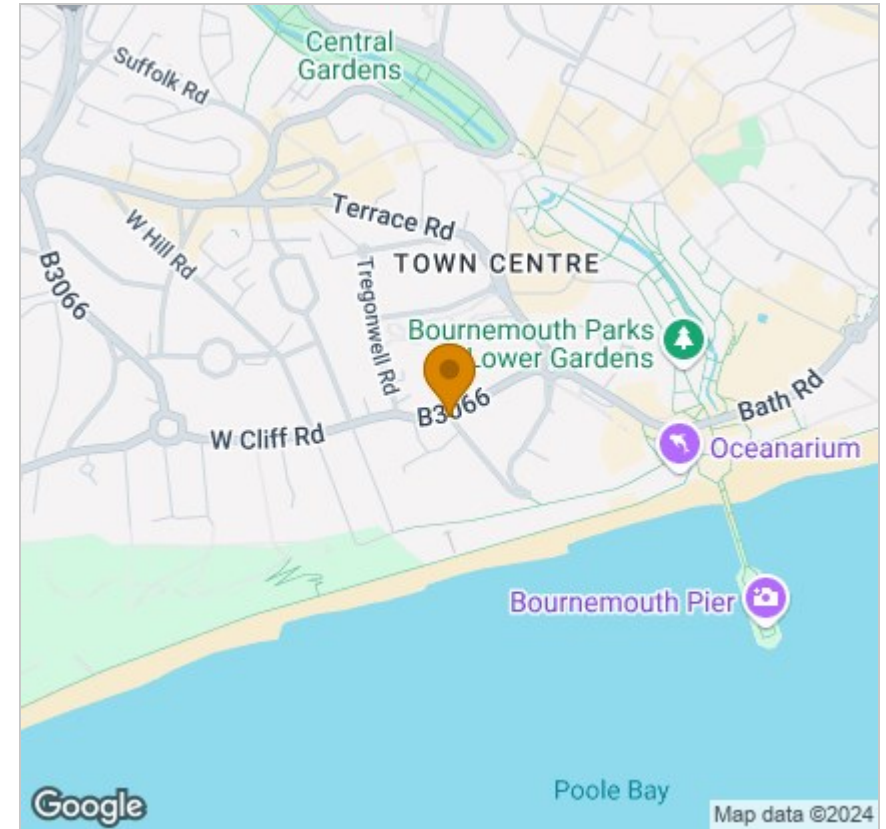 Central
Gardens
Suffolk Rd
Terrace Rd
W Hill Rd
TOWN CENTRE
B3066
Tregonwell Rd
Bournemouth Parks
Lower Gardens
B3066
Bath Rd
W Cliff Rd
Oceanarium
Bournemouth Pier
Poole Bay
Google
Map data ©2024